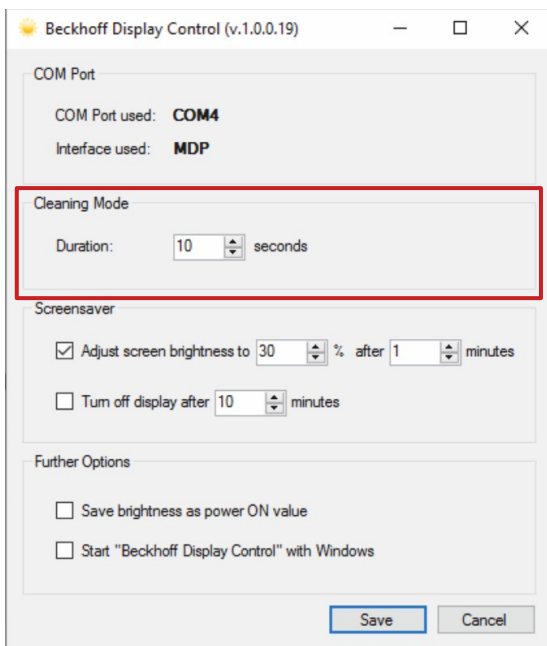 Beckhoff Display Control (v.1.0.0.19)
COM Port
COM Port used: COM4
Interface used: MDP
Cleaning Mode
Duration: 10 seconds
Screensaver
Adjust screen brightness to 30 % after 1 minutes
Turn off display after 10 minutes
Further Options
Save brightness as power ON value
Start "Beckhoff Display Control" with Windows
Save Cancel